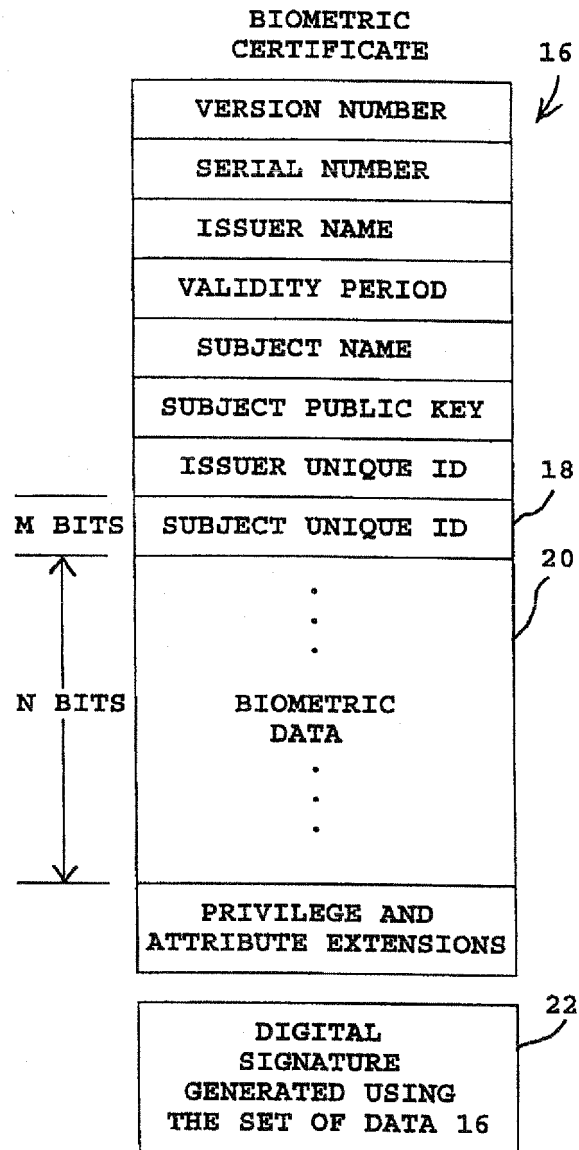 BIOMETRIC
CERTIFICATE
16
VERSION NUMBER
SERIAL NUMBER
ISSUER NAME
VALIDITY PERIOD
SUBJECT NAME
SUBJECT PUBLIC KEY
ISSUER UNIQUE ID
18
M BITS
SUBJECT UNIQUE ID
20
N BITS
BIOMETRIC
DATA
PRIVILEGE AND
ATTRIBUTE EXTENSIONS
22
DIGITAL
SIGNATURE
GENERATED USING
THE SET OF DATA 16